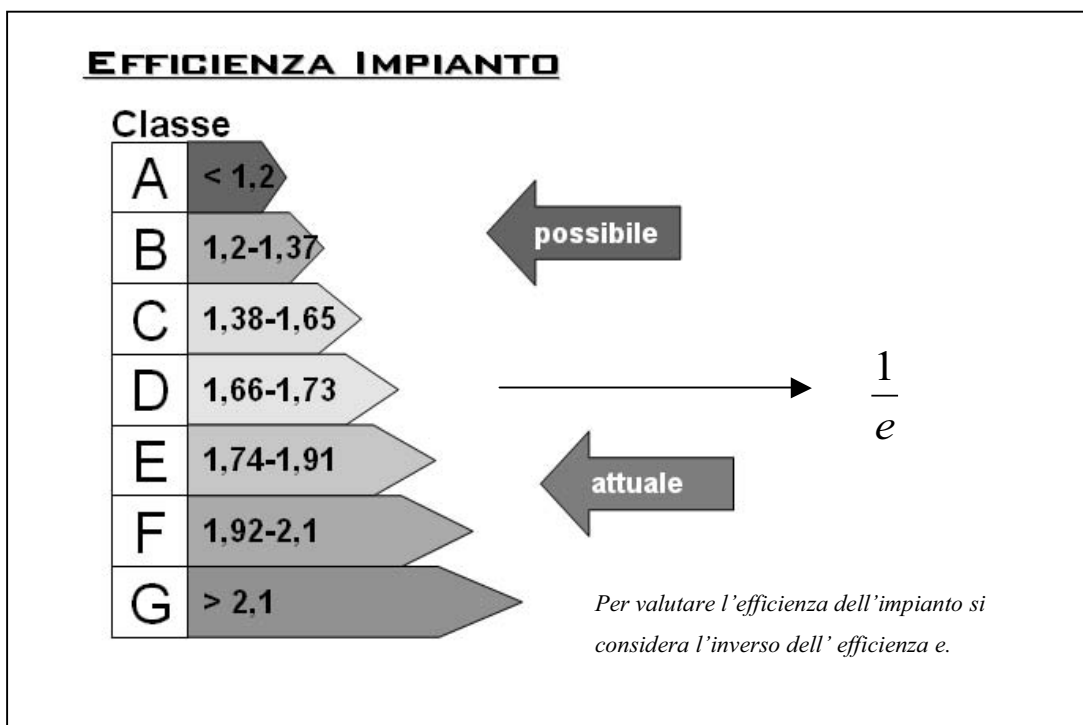 EFFICIENZA IMPIANTO
Classe
A < 1,2
B 1,2-1,37
possibile
C 1,38-1,65
D 1,66-1,73
1
e
E 1,74-1,91
attuale
F 1,92-2,1
G > 2,1
Per valutare l’efficienza dell’impianto si
considera l’inverso dell’ efficienza e.